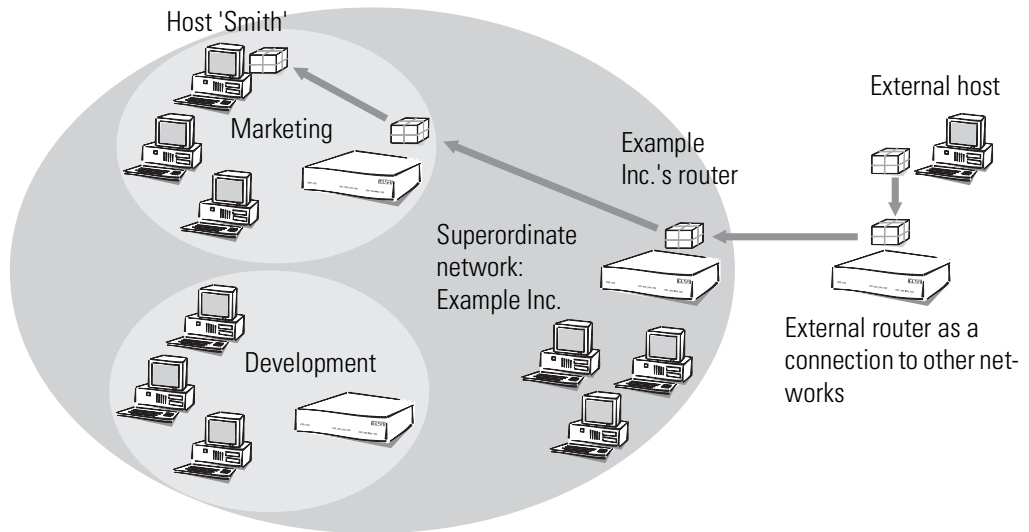 Host 'Smith'
Marketing
External host
Example
Inc.'s router
Superordinate
network:
Example Inc.
Development
External router as a
connection to other net-
works